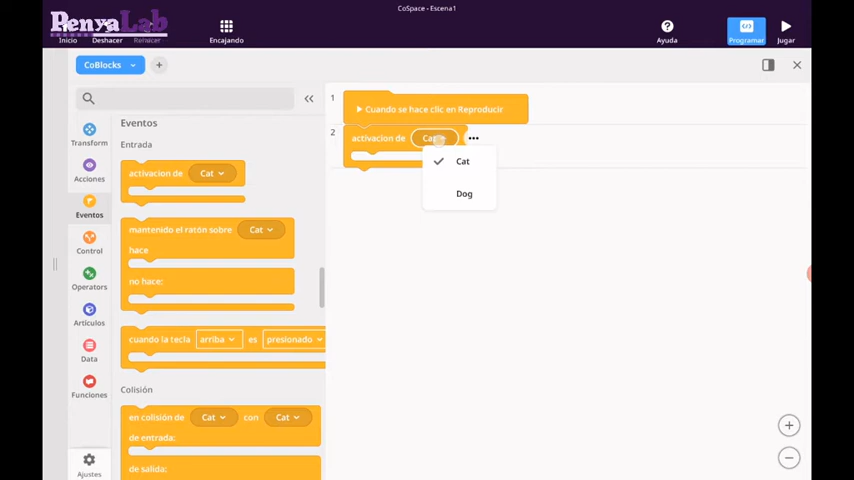 CoSpace - Escena1
PenyaLab
Inicio
Deshacer
Rehacer
Encajando
Ayuda
Programar
Jugar
CoBlocks
Transform
Acciones
Eventos
Control
Operators
Artículos
Data
Funciones
Ajustes
Eventos
Entrada
activacion de Cat
mantenido el ratón sobre Cat
hace
no hace:
cuando la tecla arriba es presionado
Colisión
en colisión de Cat con Cat
de entrada:
de salida:
1
Cuando se hace clic en Reproducir
2
activacion de
Cat
Dog